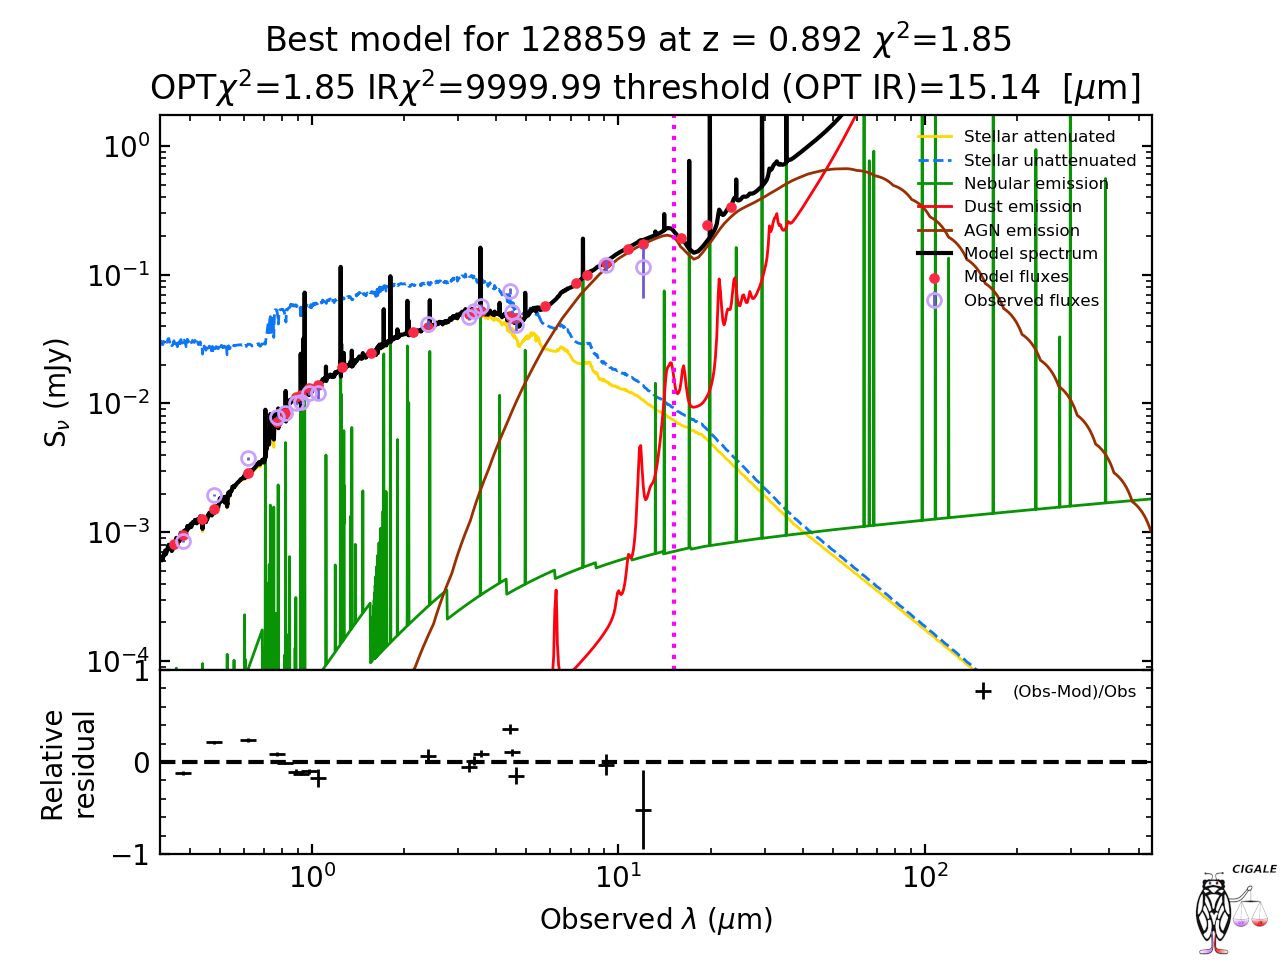 Best model for 128859 at z = 0.892 χ²=1.85
OPTχ²=1.85 IRχ²=9999.99 threshold (OPT IR)=15.14 [μm]
10⁰
10⁻¹
10⁻²
10⁻³
10⁻⁴
Sν (mJy)
Stellar attenuated
Stellar unattenuated
Nebular emission
Dust emission
AGN emission
Model spectrum
Model fluxes
Observed fluxes
1
0
−1
Relative
residual
(Obs-Mod)/Obs
10⁰
10¹
10²
Observed λ (μm)
CIGALE